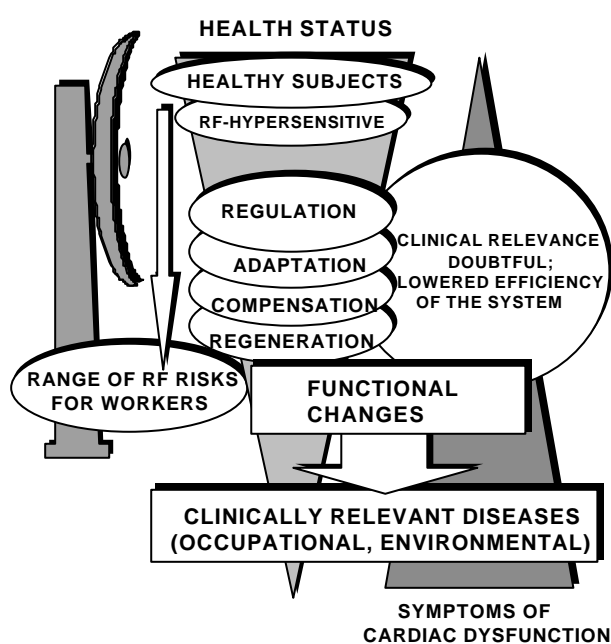 HEALTH STATUS
HEALTHY SUBJECTS
RF-HYPERSENSITIVE
REGULATION
ADAPTATION
COMPENSATION
REGENERATION
CLINICAL RELEVANCE
DOUBTFUL;
LOWERED EFFICIENCY
OF THE SYSTEM
RANGE OF RF RISKS
FOR WORKERS
FUNCTIONAL
CHANGES
CLINICALLY RELEVANT DISEASES
(OCCUPATIONAL, ENVIRONMENTAL)
SYMPTOMS OF
CARDIAC DYSFUNCTION